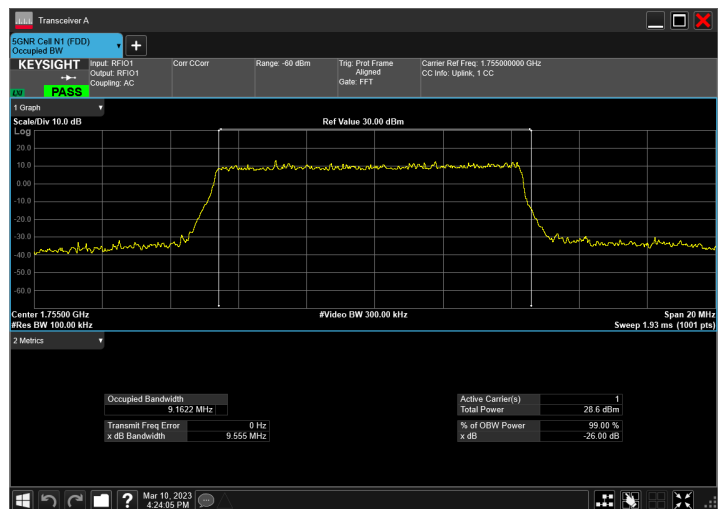 Transceiver A
5GNR Cell N1 (FDD)
Occupied BW
KEYSIGHT
Input: RFIO1
Output: RFIO1
Coupling: AC
Corr CCorr
Range: -60 dBm
Trig: Prot Frame
Aligned
Gate: FFT
Carrier Ref Freq: 1.755000000 GHz
CC Info: Uplink, 1 CC
LXI PASS
1 Graph
Scale/Div 10.0 dB
Ref Value 30.00 dBm
Log
20.0
10.0
0.00
-10.0
-20.0
-30.0
-40.0
-50.0
-60.0
Center 1.75500 GHz
#Video BW 300.00 kHz
Span 20 MHz
#Res BW 100.00 kHz
Sweep 1.93 ms (1001 pts)
2 Metrics
Occupied Bandwidth
9.1622 MHz
Active Carrier(s) 1
Total Power 28.6 dBm
Transmit Freq Error 0 Hz
x dB Bandwidth 9.555 MHz
% of OBW Power 99.00 %
x dB -26.00 dB
Mar 10, 2023
4:24:05 PM